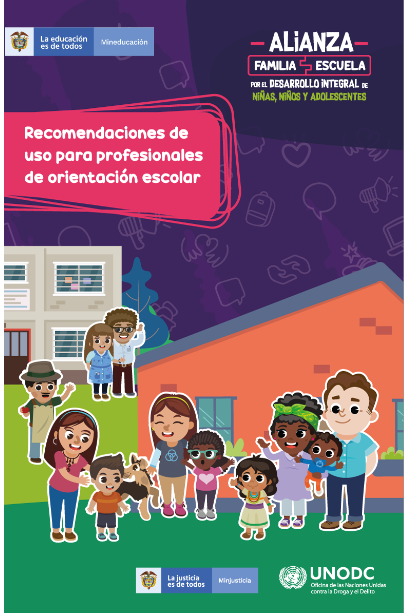 La educación
es de todos
Mineducación
ALIANZA
FAMILIA ESCUELA
POR EL DESARROLLO INTEGRAL DE
NIÑAS, NIÑOS Y ADOLESCENTES
Recomendaciones de
uso para profesionales
de orientación escolar
La justicia
es de todos
Minjusticia
UNODC
Oficina de las Naciones Unidas
contra la Droga y el Delito